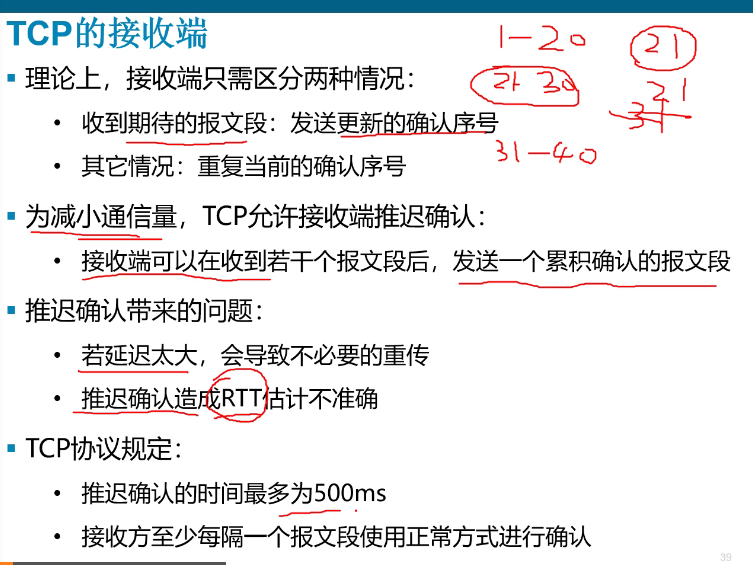 TCP的接收端
1-20
21
▪ 理论上，接收端只需区分两种情况：
21 30
21
• 收到期待的报文段：发送更新的确认序号
31
• 其它情况：重复当前的确认序号
31-40
▪ 为减小通信量，TCP允许接收端推迟确认：
• 接收端可以在收到若干个报文段后，发送一个累积确认的报文段
▪ 推迟确认带来的问题：
• 若延迟太大，会导致不必要的重传
• 推迟确认造成RTT估计不准确
▪ TCP协议规定：
• 推迟确认的时间最多为500ms
• 接收方至少每隔一个报文段使用正常方式进行确认
39